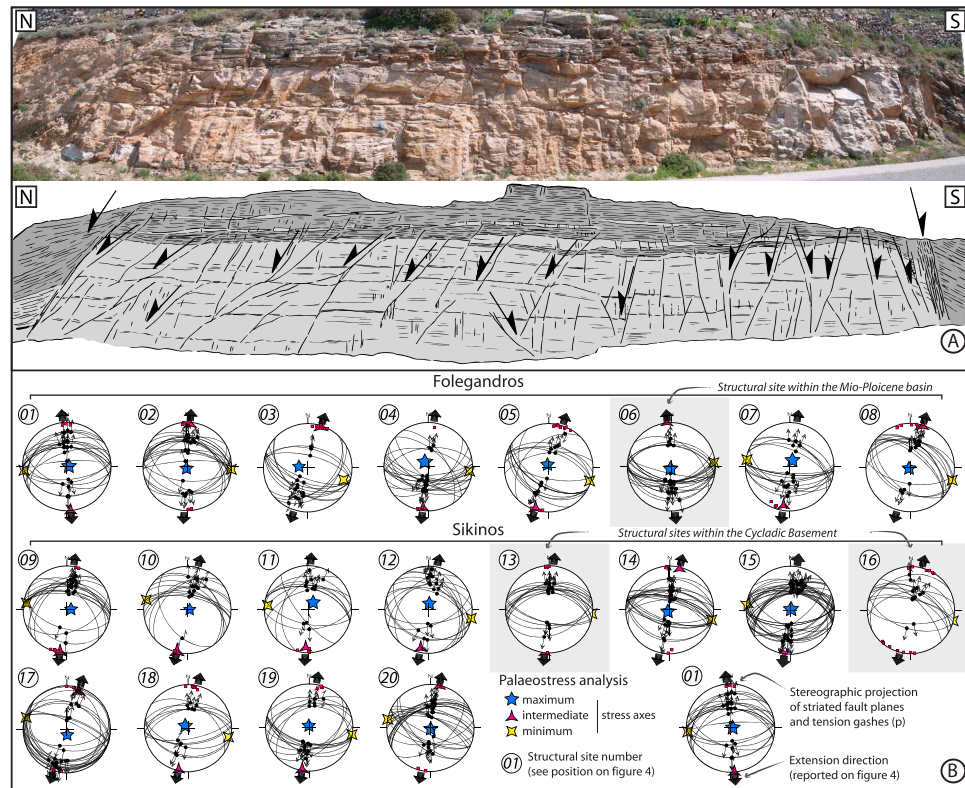 N
S
N
S
A
Folegandros
Structural site within the Mio-Ploicene basin
01
02
03
04
05
06
07
08
Sikinos
Structural sites within the Cycladic Basement
09
10
11
12
13
14
15
16
17
18
19
20
Palaeostress analysis
maximum
intermediate
minimum
stress axes
01 Structural site number
(see position on figure 4)
01
Stereographic projection
of striated fault planes
and tension gashes (p)
Extension direction
(reported on figure 4)
B